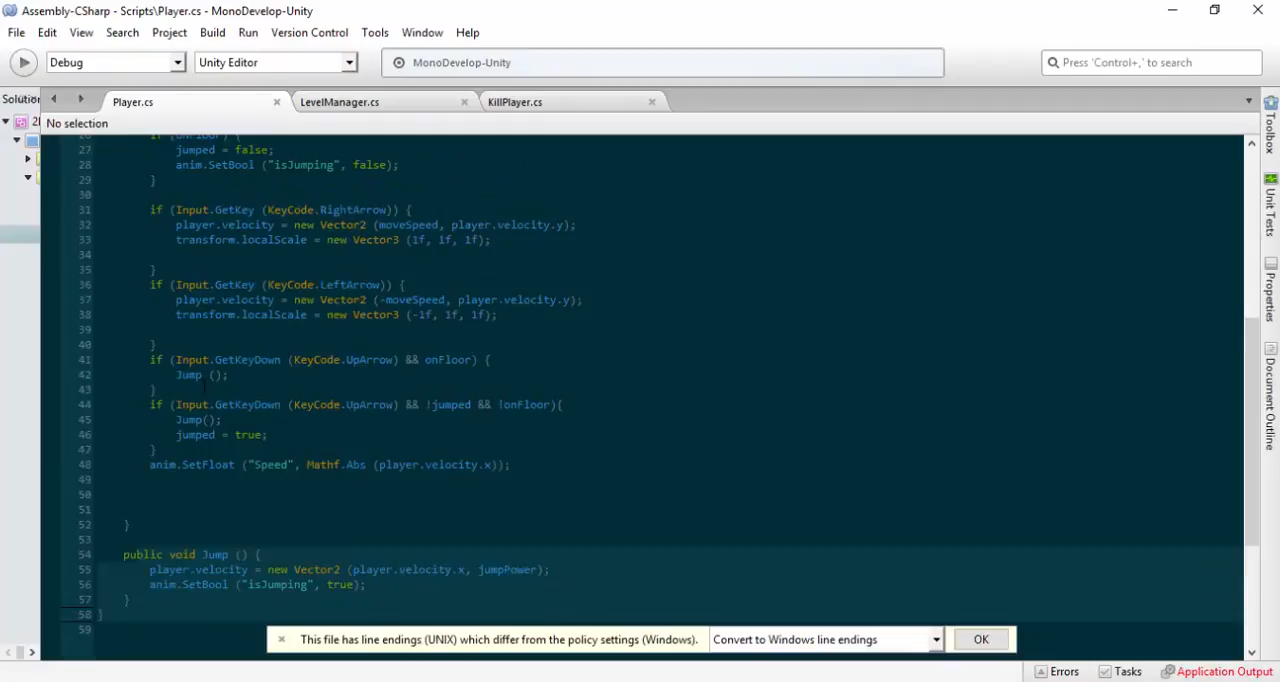 Assembly-CSharp - Scripts\Player.cs - MonoDevelop-Unity
File Edit View Search Project Build Run Version Control Tools Window Help
Debug Unity Editor MonoDevelop-Unity Press 'Control+,' to search
Solution Player.cs LevelManager.cs KillPlayer.cs
No selection
26 if (onFloor) {
27 jumped = false;
28 anim.SetBool ("isJumping", false);
29 }
30
31 if (Input.GetKey (KeyCode.RightArrow)) {
32 player.velocity = new Vector2 (moveSpeed, player.velocity.y);
33 transform.localScale = new Vector3 (1f, 1f, 1f);
34
35 }
36 if (Input.GetKey (KeyCode.LeftArrow)) {
37 player.velocity = new Vector2 (-moveSpeed, player.velocity.y);
38 transform.localScale = new Vector3 (-1f, 1f, 1f);
39
40 }
41 if (Input.GetKeyDown (KeyCode.UpArrow) && onFloor) {
42 Jump ();
43 }
44 if (Input.GetKeyDown (KeyCode.UpArrow) && !jumped && !onFloor){
45 Jump();
46 jumped = true;
47 }
48 anim.SetFloat ("Speed", Mathf.Abs (player.velocity.x));
49
50
51
52 }
53
54 public void Jump () {
55 player.velocity = new Vector2 (player.velocity.x, jumpPower);
56 anim.SetBool ("isJumping", true);
57 }
58 }
59
This file has line endings (UNIX) which differ from the policy settings (Windows). Convert to Windows line endings OK
Toolbox
Unit Tests
Properties
Document Outline
Errors Tasks Application Output